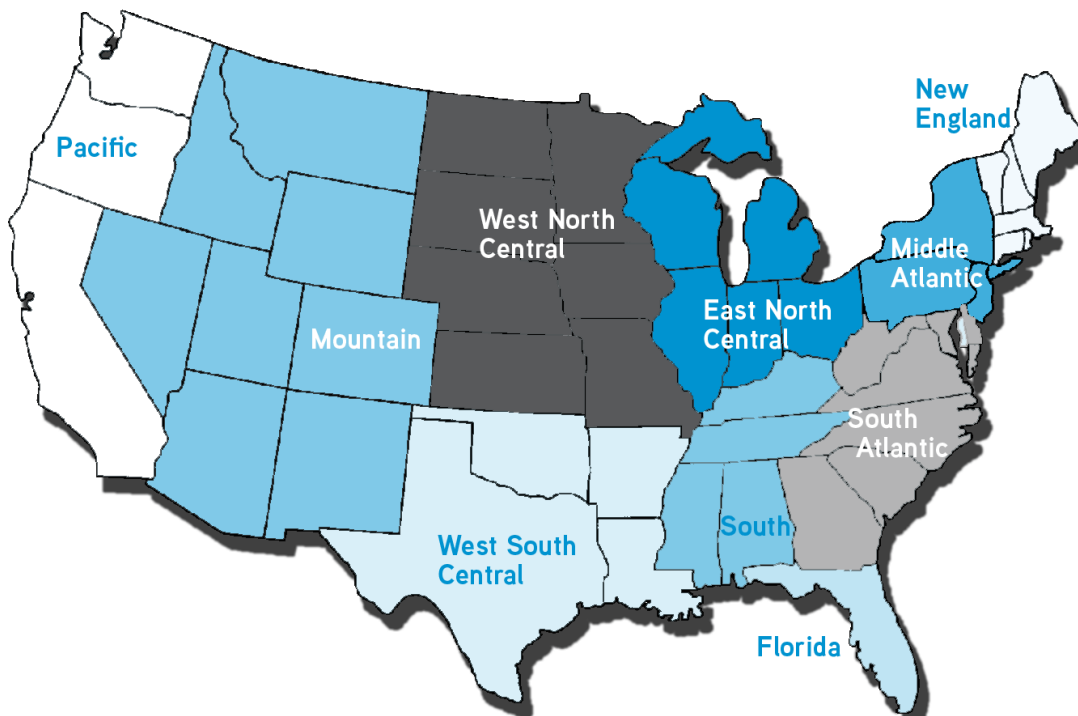 New
England
Pacific
West North
Central
Middle
Atlantic
East North
Central
Mountain
South
Atlantic
South
West South
Central
Florida